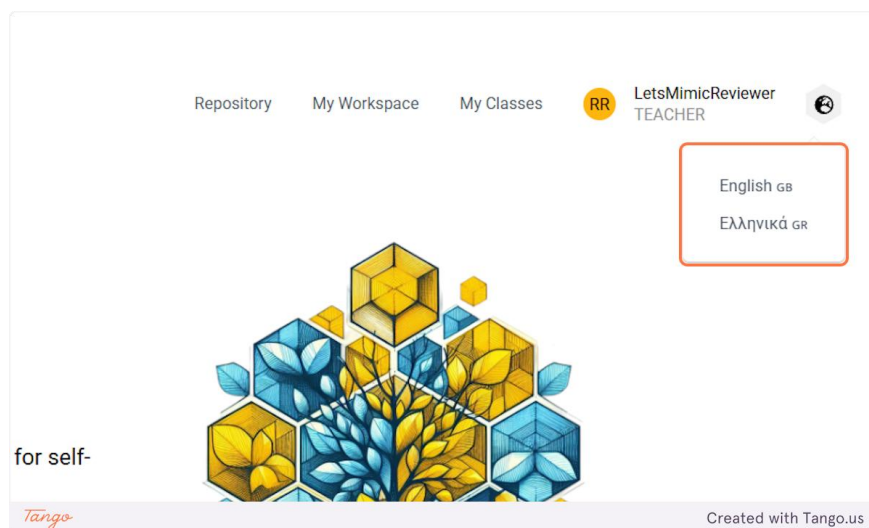 Repository My Workspace My Classes RR LetsMimicReviewer
TEACHER
English GB
Ελληνικά GR
for self-
Tango Created with Tango.us